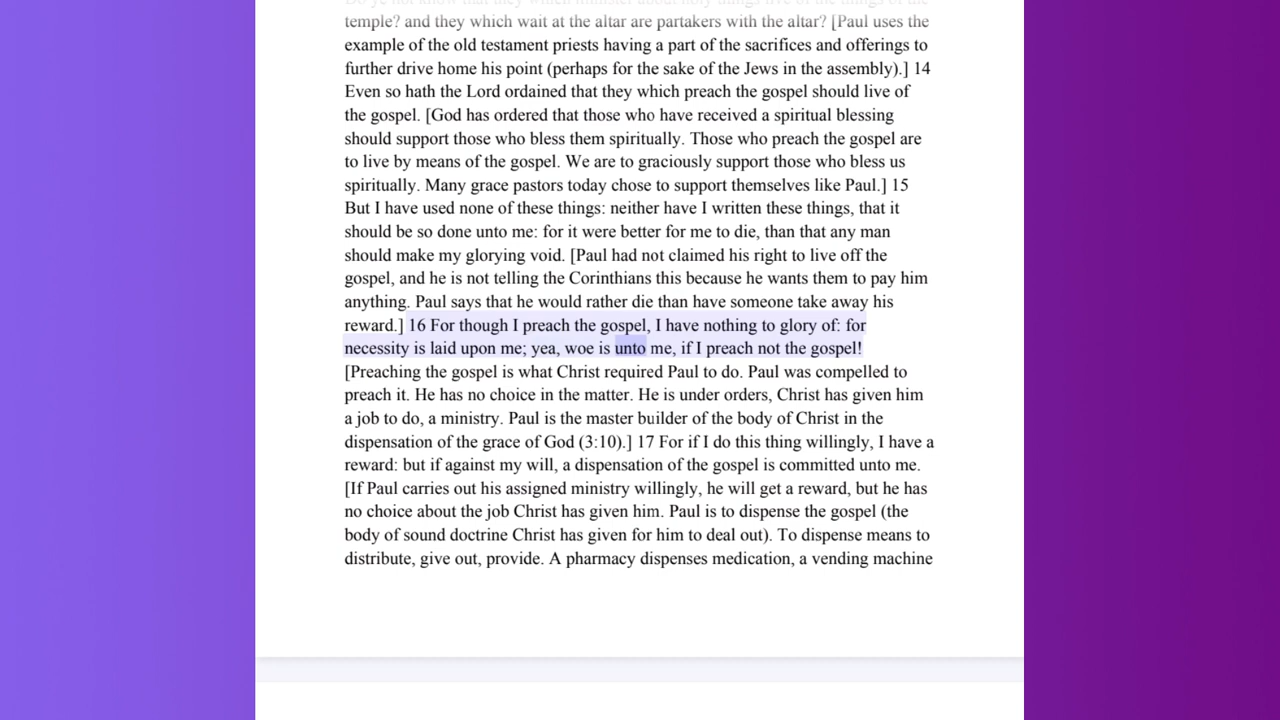 Do ye not know that they which minister about holy things live of the things of the
temple? and they which wait at the altar are partakers with the altar? [Paul uses the
example of the old testament priests having a part of the sacrifices and offerings to
further drive home his point (perhaps for the sake of the Jews in the assembly).] 14
Even so hath the Lord ordained that they which preach the gospel should live of
the gospel. [God has ordered that those who have received a spiritual blessing
should support those who bless them spiritually. Those who preach the gospel are
to live by means of the gospel. We are to graciously support those who bless us
spiritually. Many grace pastors today chose to support themselves like Paul.] 15
But I have used none of these things: neither have I written these things, that it
should be so done unto me: for it were better for me to die, than that any man
should make my glorying void. [Paul had not claimed his right to live off the
gospel, and he is not telling the Corinthians this because he wants them to pay him
anything. Paul says that he would rather die than have someone take away his
reward.] 16 For though I preach the gospel, I have nothing to glory of: for
necessity is laid upon me; yea, woe is unto me, if I preach not the gospel!
[Preaching the gospel is what Christ required Paul to do. Paul was compelled to
preach it. He has no choice in the matter. He is under orders, Christ has given him
a job to do, a ministry. Paul is the master builder of the body of Christ in the
dispensation of the grace of God (3:10).] 17 For if I do this thing willingly, I have a
reward: but if against my will, a dispensation of the gospel is committed unto me.
[If Paul carries out his assigned ministry willingly, he will get a reward, but he has
no choice about the job Christ has given him. Paul is to dispense the gospel (the
body of sound doctrine Christ has given for him to deal out). To dispense means to
distribute, give out, provide. A pharmacy dispenses medication, a vending machine